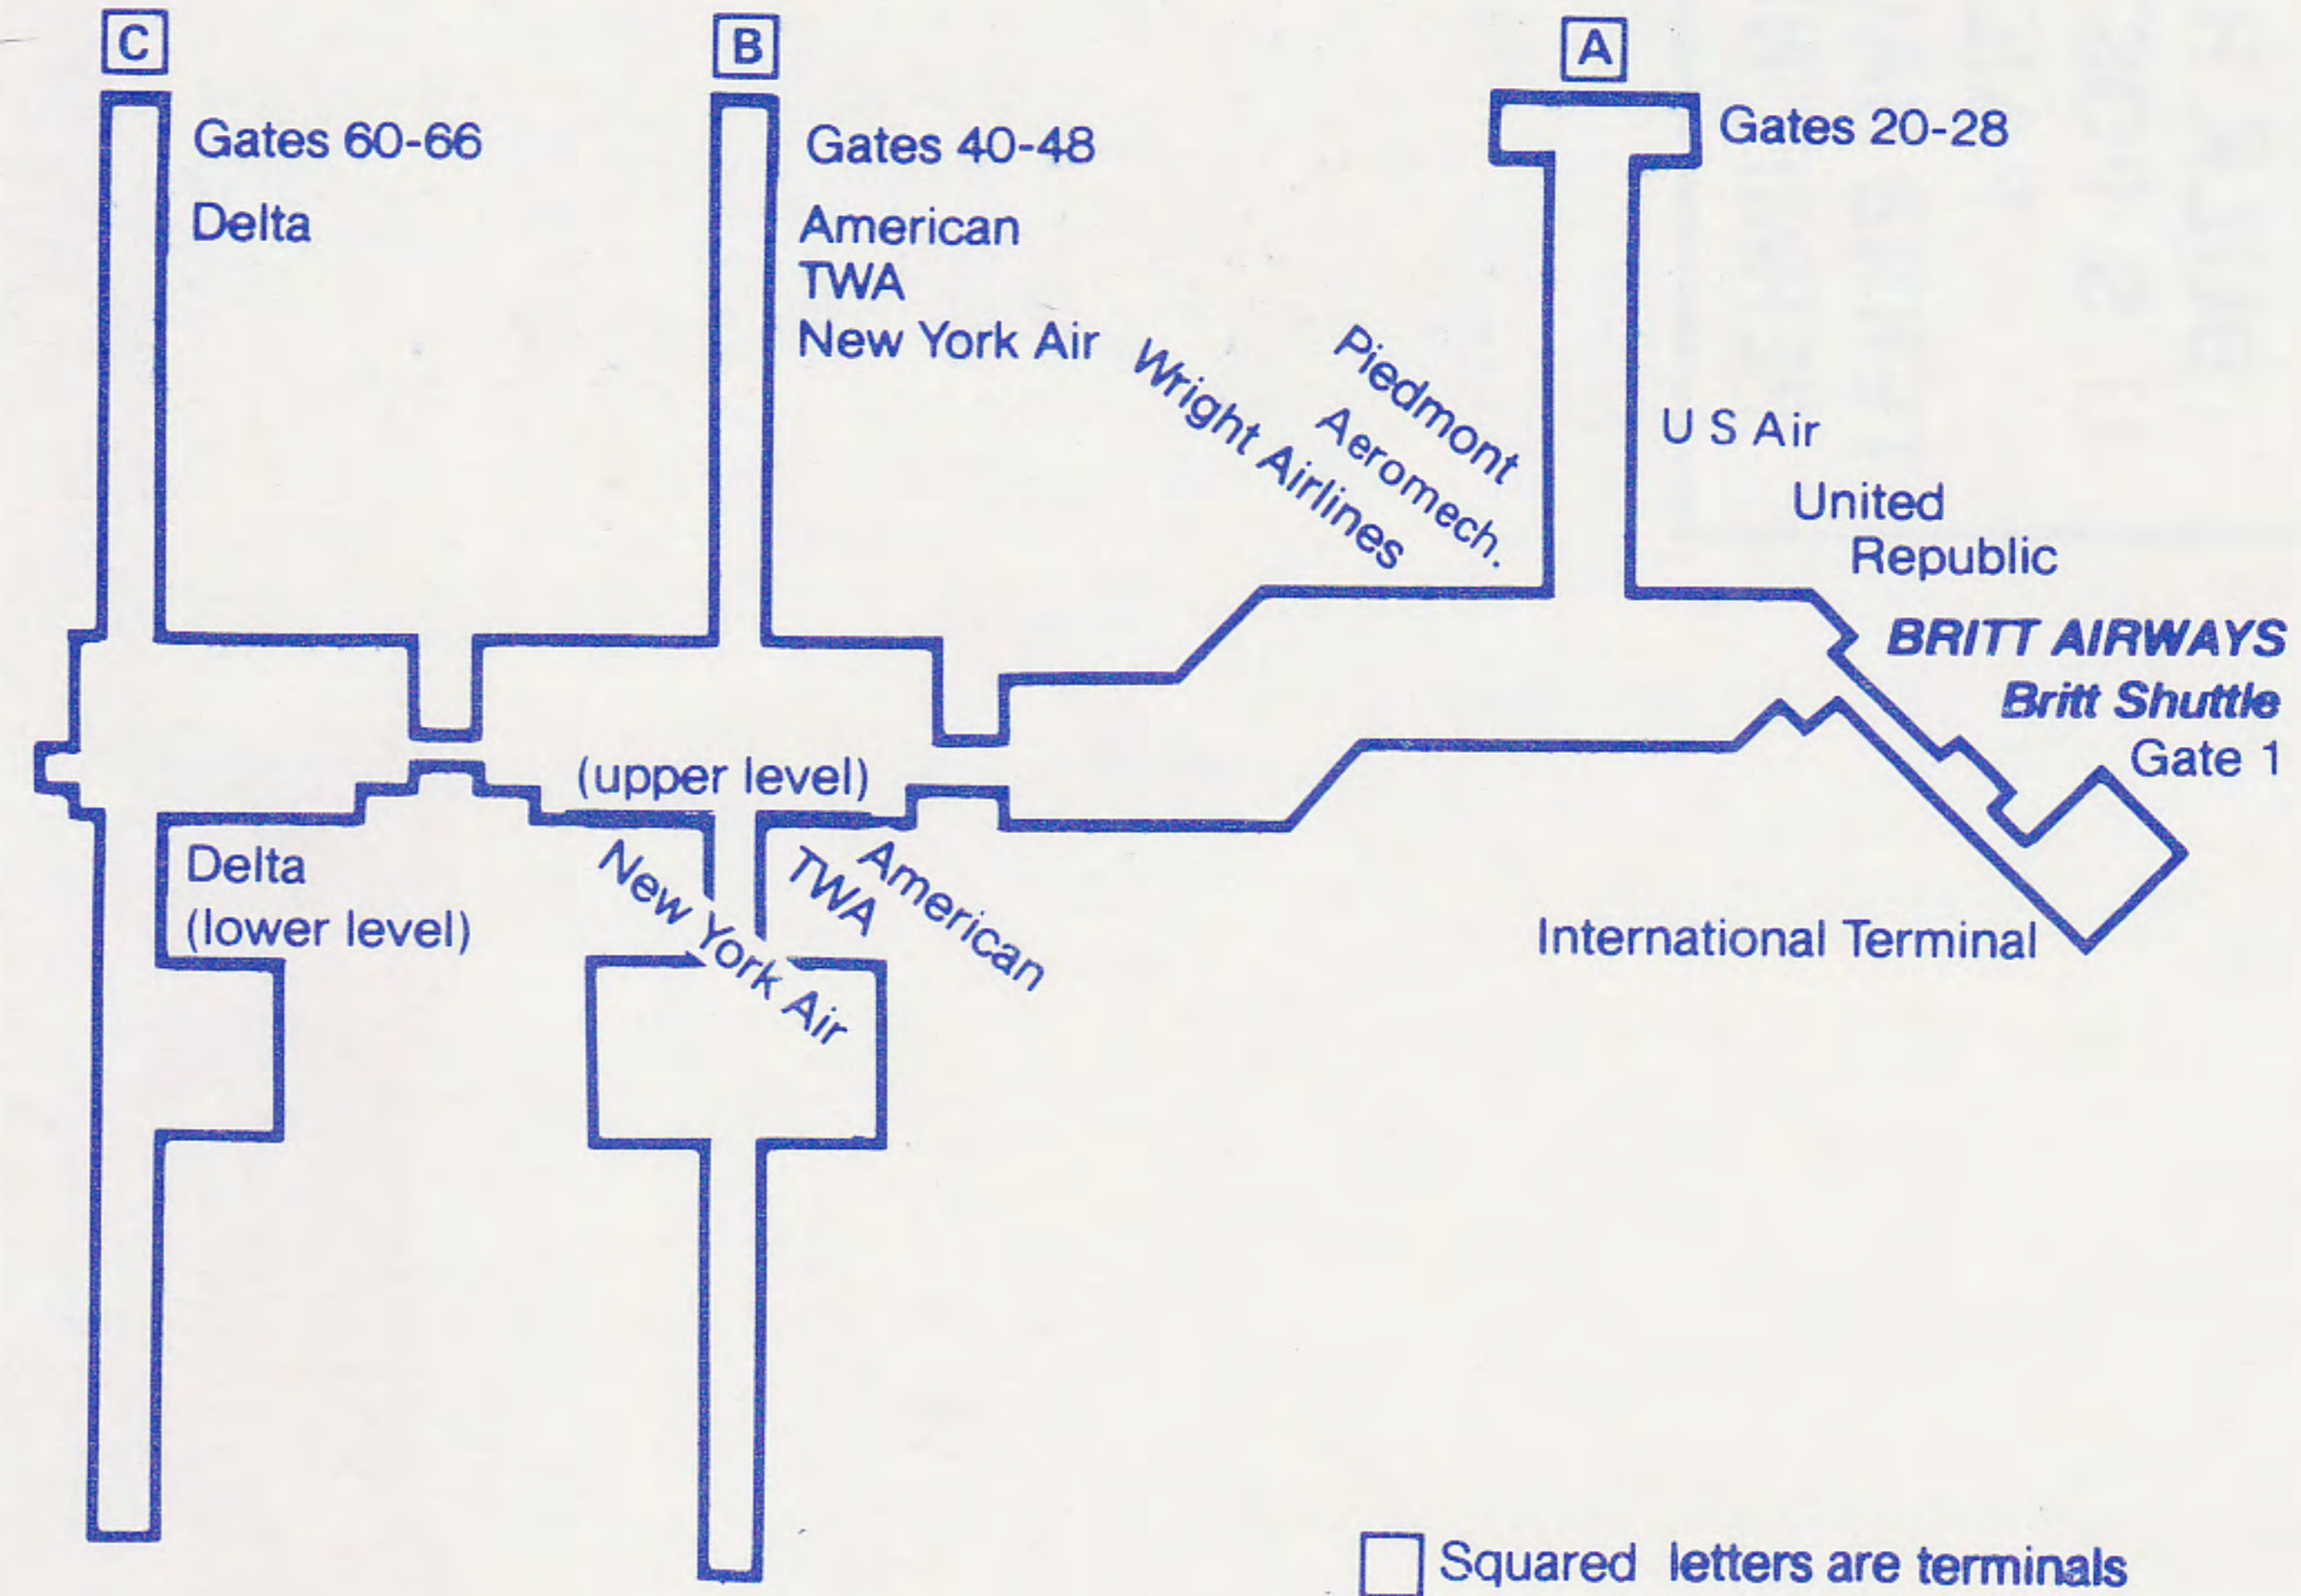 C
B
A
Gates 60-66
Delta
Gates 40-48
American
TWA
New York Air
Gates 20-28
Piedmont
Aeromech.
Wright Airlines
U S Air
United
Republic
BRITT AIRWAYS
Britt Shuttle
Gate 1
(upper level)
Delta
(lower level)
New York Air
TWA
American
International Terminal
Squared letters are terminals